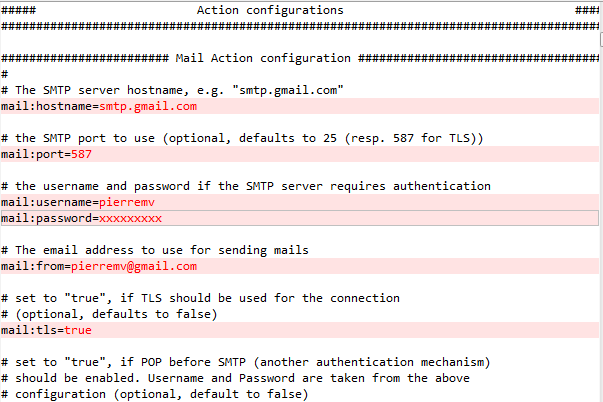 ##### Action configurations ####
##########################################################################################
######################## Mail Action configuration ###################################
#
# The SMTP server hostname, e.g. "smtp.gmail.com"
mail:hostname=smtp.gmail.com
# the SMTP port to use (optional, defaults to 25 (resp. 587 for TLS))
mail:port=587
# the username and password if the SMTP server requires authentication
mail:username=pierremv
mail:password=xxxxxxxxx
# The email address to use for sending mails
mail:from=pierremv@gmail.com
# set to "true", if TLS should be used for the connection
# (optional, defaults to false)
mail:tls=true
# set to "true", if POP before SMTP (another authentication mechanism)
# should be enabled. Username and Password are taken from the above
# configuration (optional, default to false)